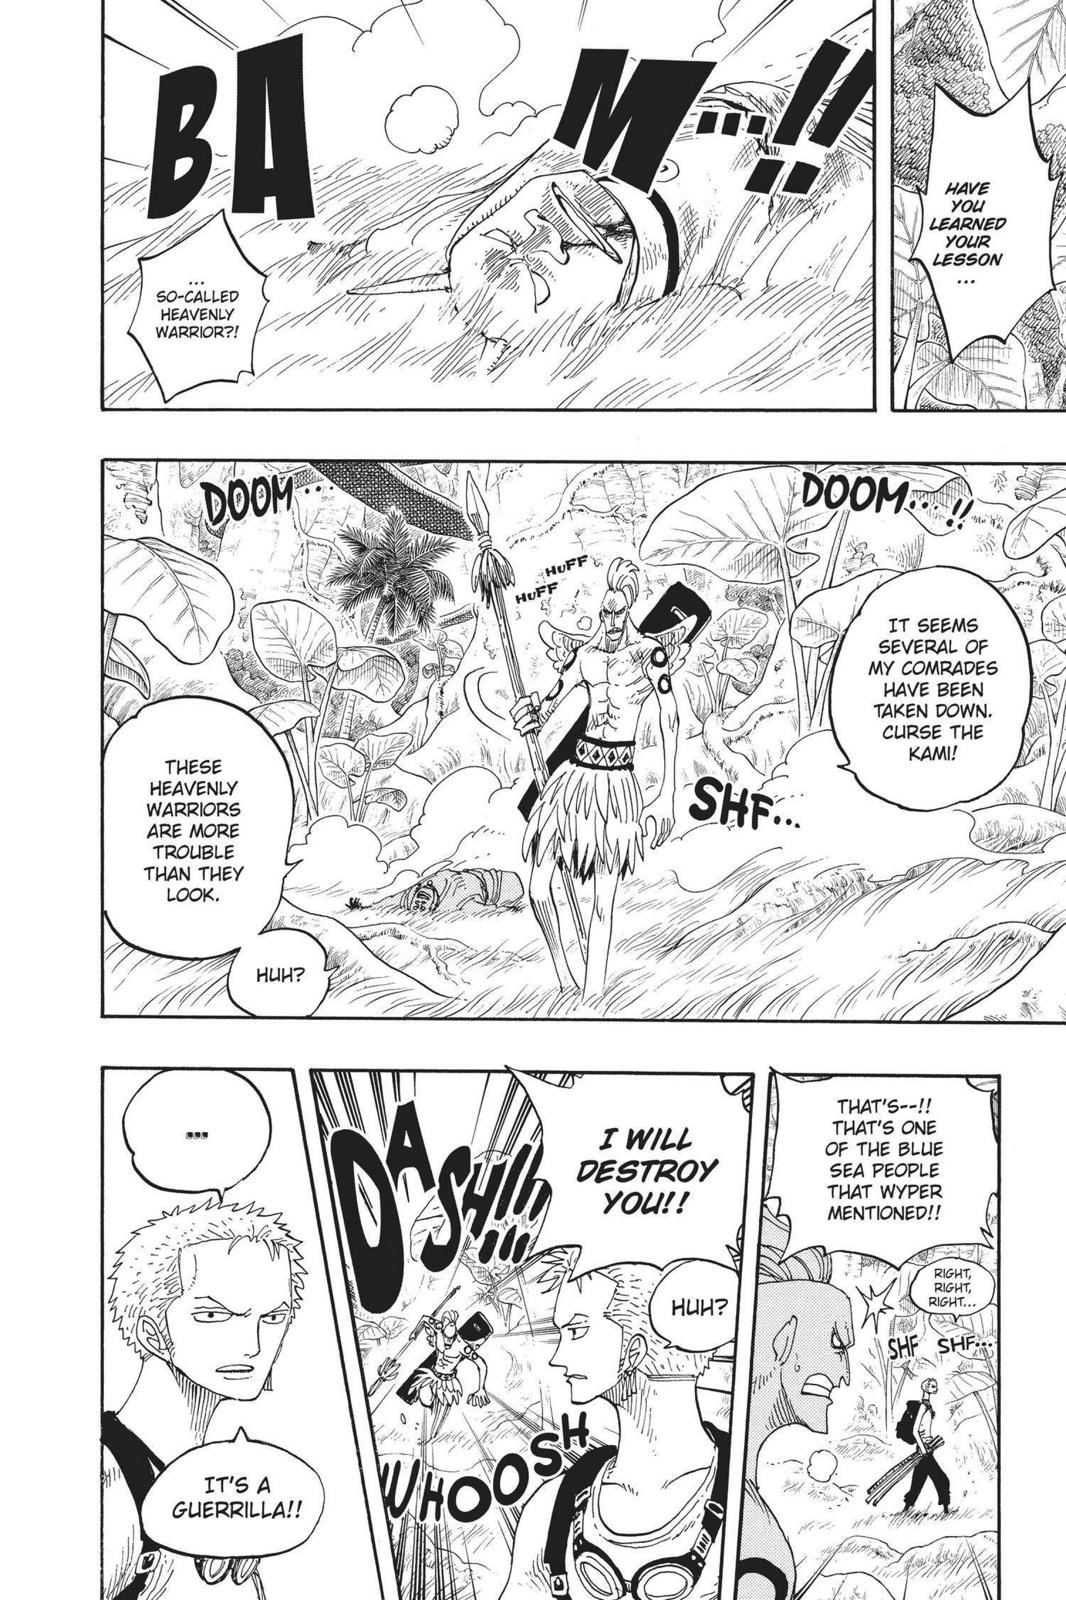 HAVE
YOU
LEARNED
YOUR
LESSON
...
BAM...!!
...
SO-CALLED
HEAVENLY
WARRIOR?!
DOOM...!!
IT SEEMS
SEVERAL OF
MY COMRADES
HAVE BEEN
TAKEN DOWN.
CURSE THE
KAMI!
HUFF
HUFF
SHF...
DOOM...
THESE
HEAVENLY
WARRIORS
ARE MORE
TROUBLE
THAN THEY
LOOK.
HUH?
THAT'S--!!
THAT'S ONE
OF THE BLUE
SEA PEOPLE
THAT WYPER
MENTIONED!!
RIGHT,
RIGHT,
RIGHT...
SHF SHF...
I WILL
DESTROY
YOU!!
HUH?
DASH!!!
WHOOSH
...
IT'S A
GUERRILLA!!